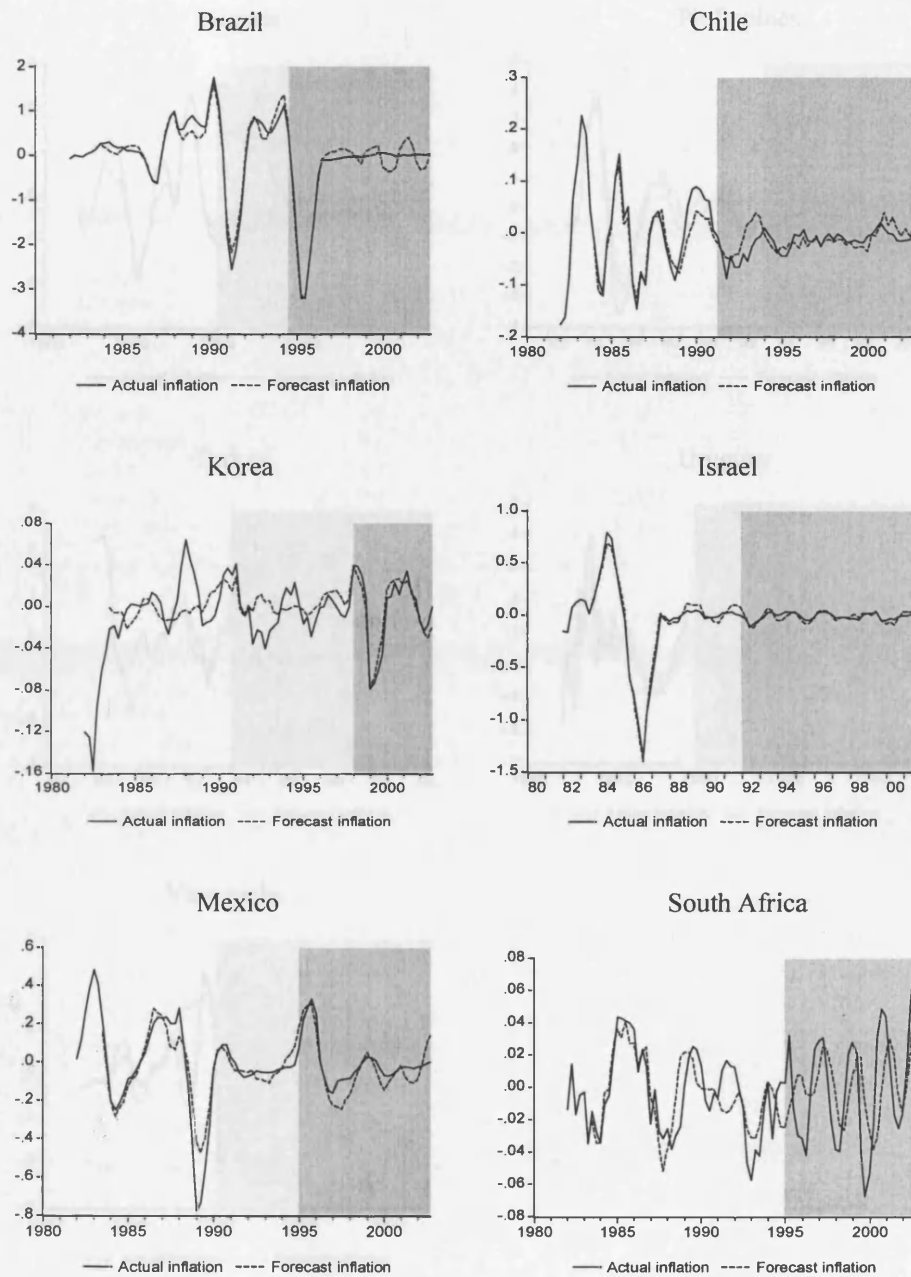 Brazil
2
1
0
-1
-2
-3
-4
1985 1990 1995 2000
Actual inflation Forecast inflation
Chile
.3
.2
.1
.0
-.1
-.2
1980 1985 1990 1995 2000
Actual inflation Forecast inflation
Korea
.08
.04
.00
-.04
-.08
-.12
-.16
1980 1985 1990 1995 2000
Actual inflation Forecast inflation
Israel
1.0
0.5
0.0
-0.5
-1.0
-1.5
80 82 84 86 88 90 92 94 96 98 00
Actual inflation Forecast inflation
Mexico
.6
.4
.2
.0
-.2
-.4
-.6
-.8
1980 1985 1990 1995 2000
Actual inflation Forecast inflation
South Africa
.08
.06
.04
.02
.00
-.02
-.04
-.06
-.08
1980 1985 1990 1995 2000
Actual inflation Forecast inflation